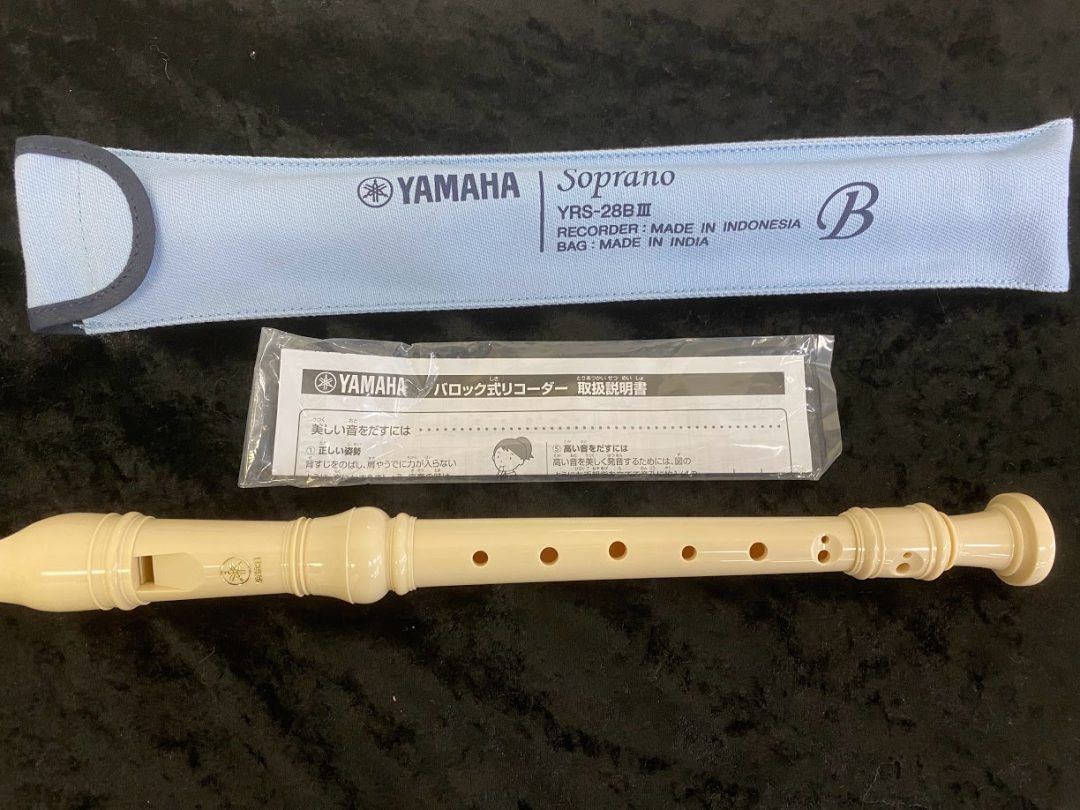 YAMAHA
Soprano
YRS-28BⅢ
RECORDER : MADE IN INDONESIA
BAG : MADE IN INDIA
B
YAMAHA バロック式リコーダー 取扱説明書
美しい音をだすには
① 正しい姿勢
背すじをのばし、肩やうでに力が入らない
⑤ 高い音をだすには
高い音を美しく発音するためには、図の